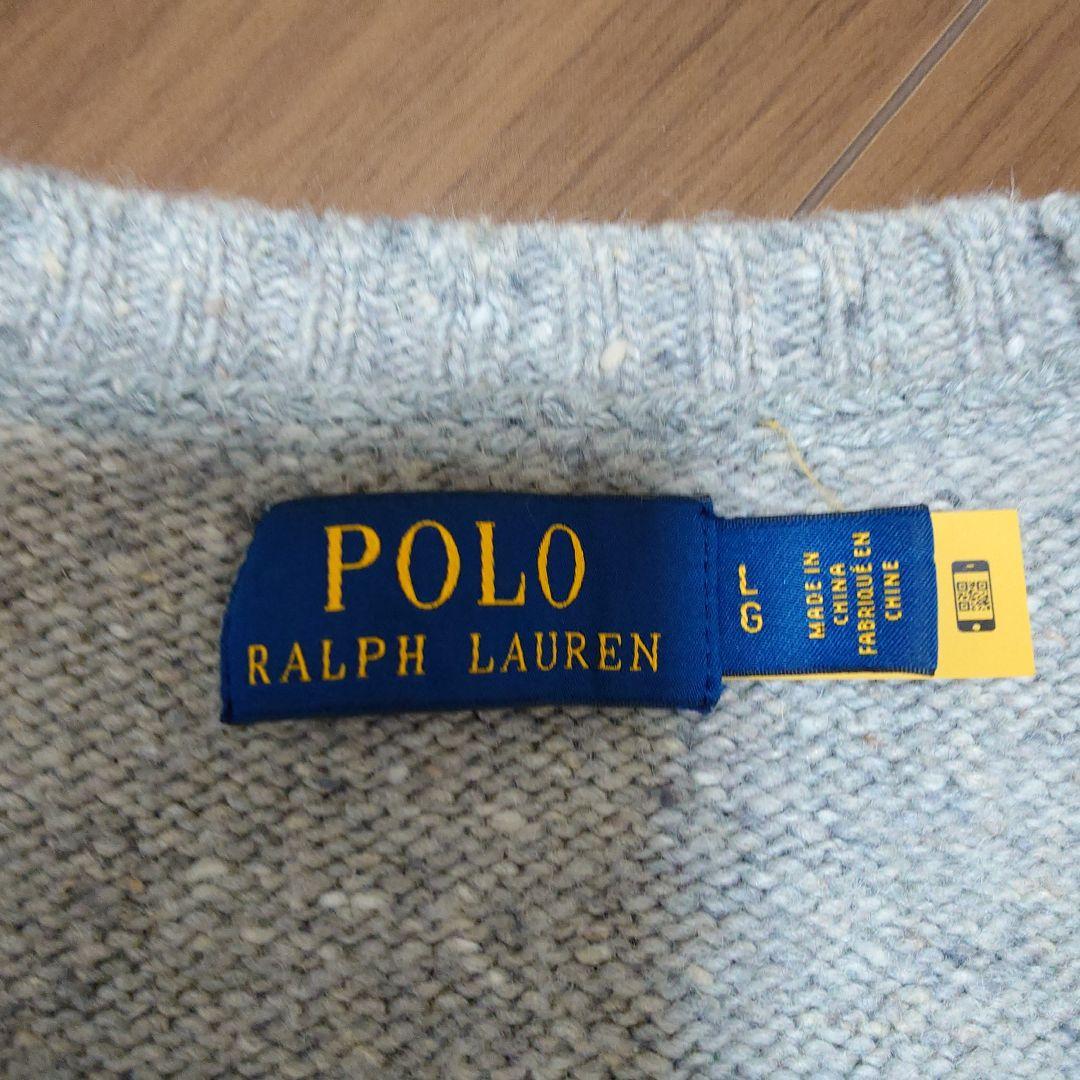 POLO
RALPH LAUREN
MADE IN
CHINA
FABRIQUÉ EN
CHINE